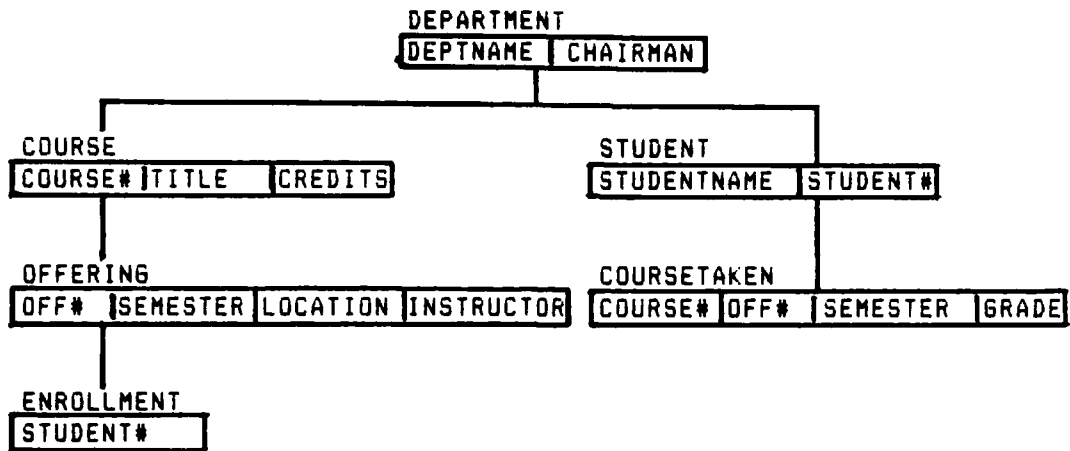 DEPARTMENT
DEPTNAME CHAIRMAN
COURSE
COURSE# TITLE CREDITS
STUDENT
STUDENTNAME STUDENT#
OFFERING
OFF# SEMESTER LOCATION INSTRUCTOR
COURSETAKEN
COURSE# OFF# SEMESTER GRADE
ENROLLMENT
STUDENT#